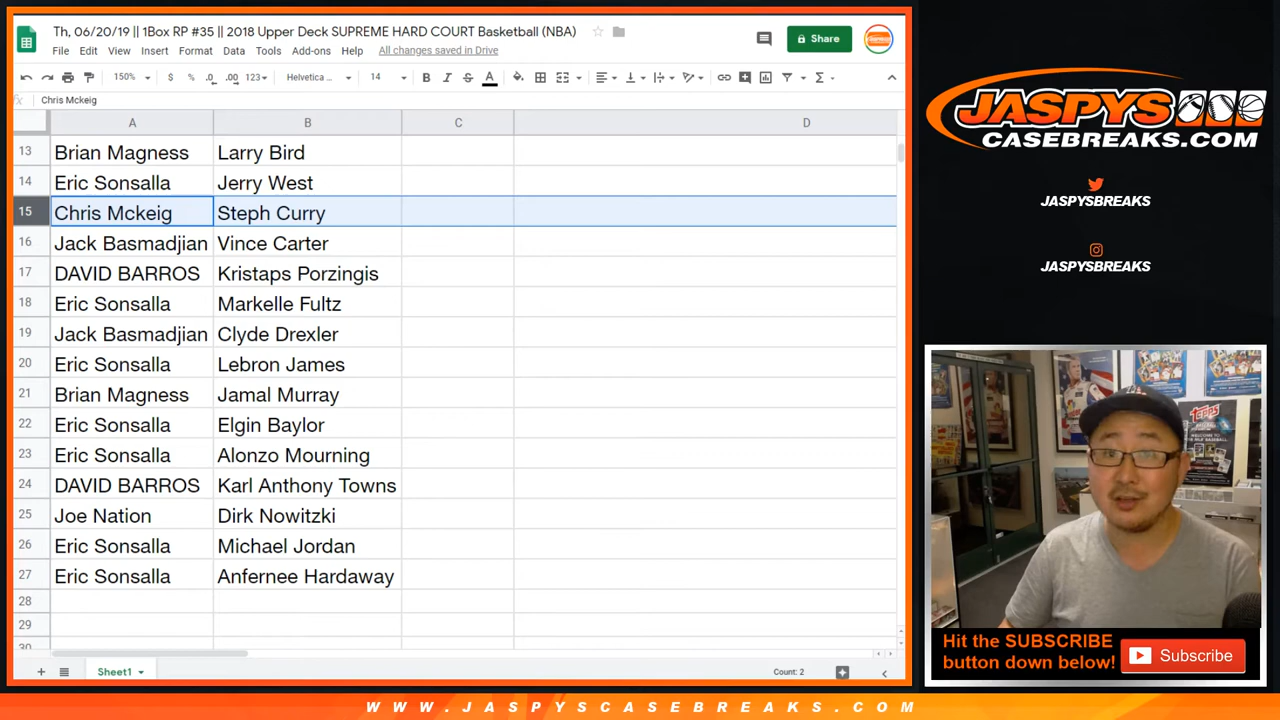 Th, 06/20/19 || 1Box RP #35 || 2018 Upper Deck SUPREME HARD COURT Basketball (NBA)
File Edit View Insert Format Data Tools Add-ons Help All changes saved in Drive
Share
150% $ % .0 .00 123 Helvetica ... 14 B I S A
fx Chris Mckeig
A B C D
13 Brian Magness Larry Bird
14 Eric Sonsalla Jerry West
15 Chris Mckeig Steph Curry
16 Jack Basmadjian Vince Carter
17 DAVID BARROS Kristaps Porzingis
18 Eric Sonsalla Markelle Fultz
19 Jack Basmadjian Clyde Drexler
20 Eric Sonsalla Lebron James
21 Brian Magness Jamal Murray
22 Eric Sonsalla Elgin Baylor
23 Eric Sonsalla Alonzo Mourning
24 DAVID BARROS Karl Anthony Towns
25 Joe Nation Dirk Nowitzki
26 Eric Sonsalla Michael Jordan
27 Eric Sonsalla Anfernee Hardaway
28
29
30
Sheet1
Count: 2
JASPYS
CASEBREAKS.COM
JASPYSBREAKS
JASPYSBREAKS
topps
Hit the SUBSCRIBE
button down below!
Subscribe
WWW.JASPYSCASEBREAKS.COM